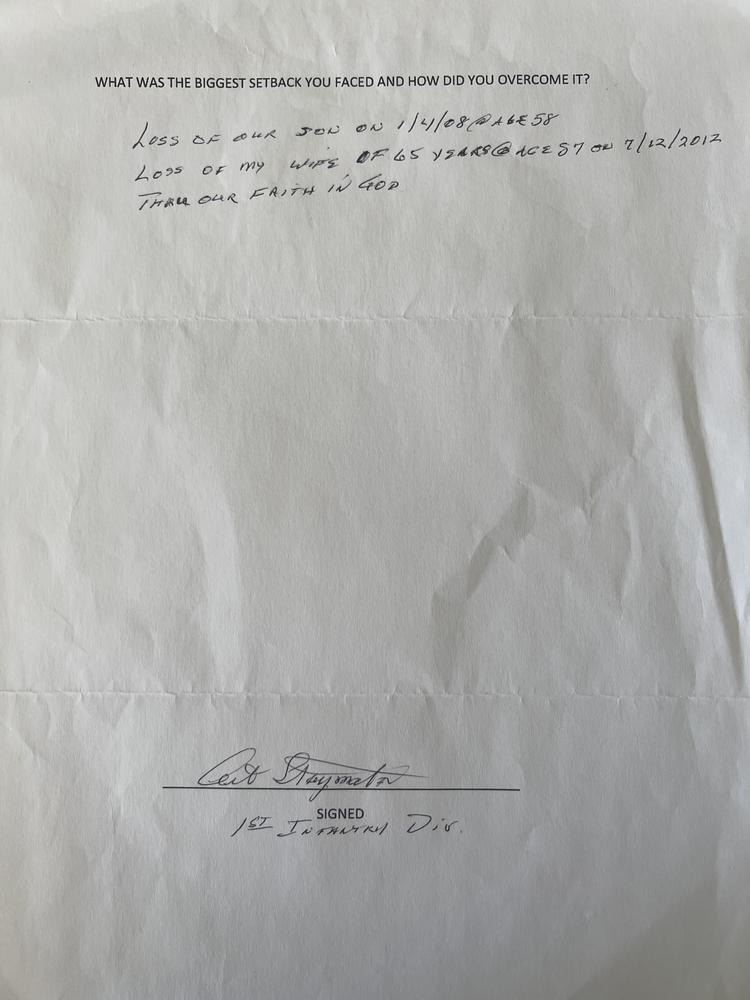 WHAT WAS THE BIGGEST SETBACK YOU FACED AND HOW DID YOU OVERCOME IT?
LOSS OF OUR SON ON 1/4/08 @ AGE 58
LOSS OF MY WIFE OF 65 YEARS @ AGE 87 ON 7/12/2012
THRU OUR FAITH IN GOD
SIGNED
1ST INFANTRY DIV.